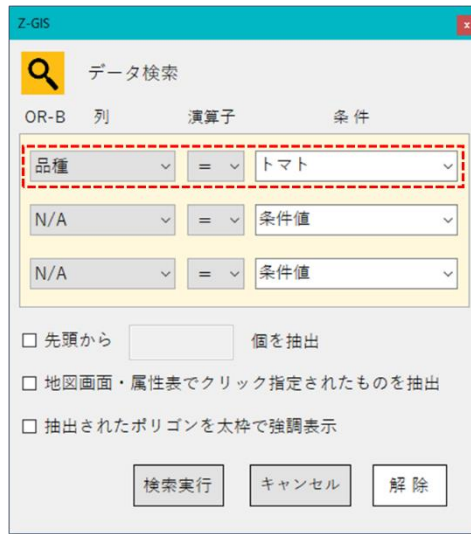 Z-GIS x
データ検索
OR-B 列 演算子 条件
品種 = トマト
N/A = 条件値
N/A = 条件値
先頭から 個を抽出
地図画面・属性表でクリック指定されたものを抽出
抽出されたポリゴンを太枠で強調表示
検索実行 キャンセル 解除